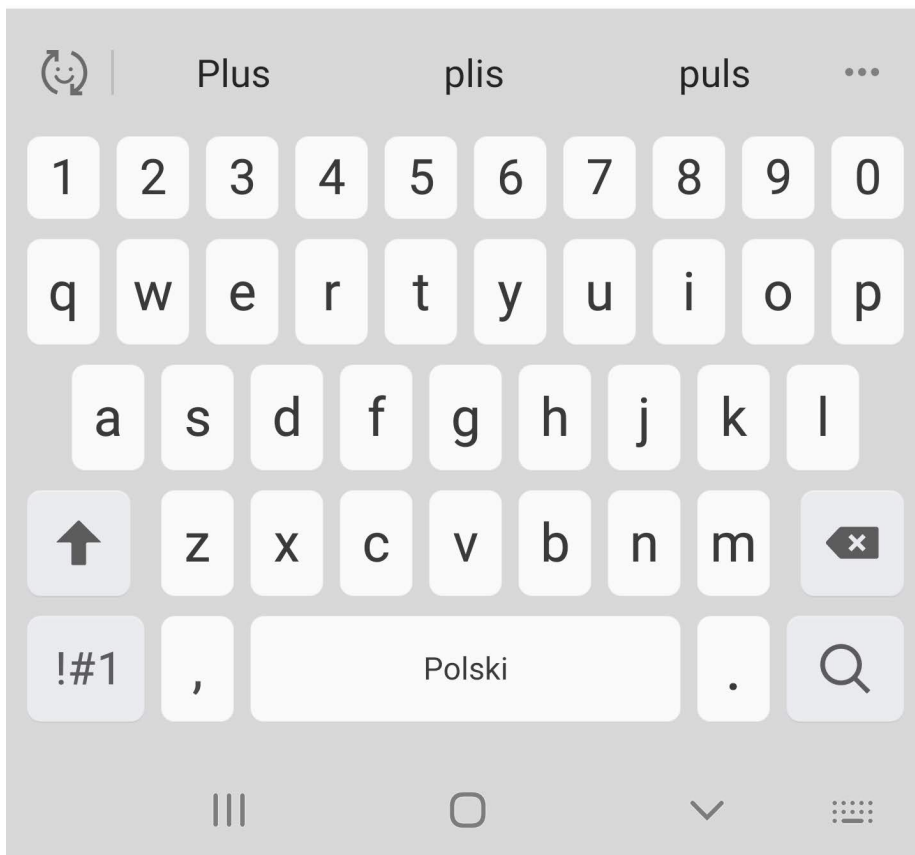 Plus plis puls
1 2 3 4 5 6 7 8 9 0
q w e r t y u i o p
a s d f g h j k l
z x c v b n m
!#1 , Polski .